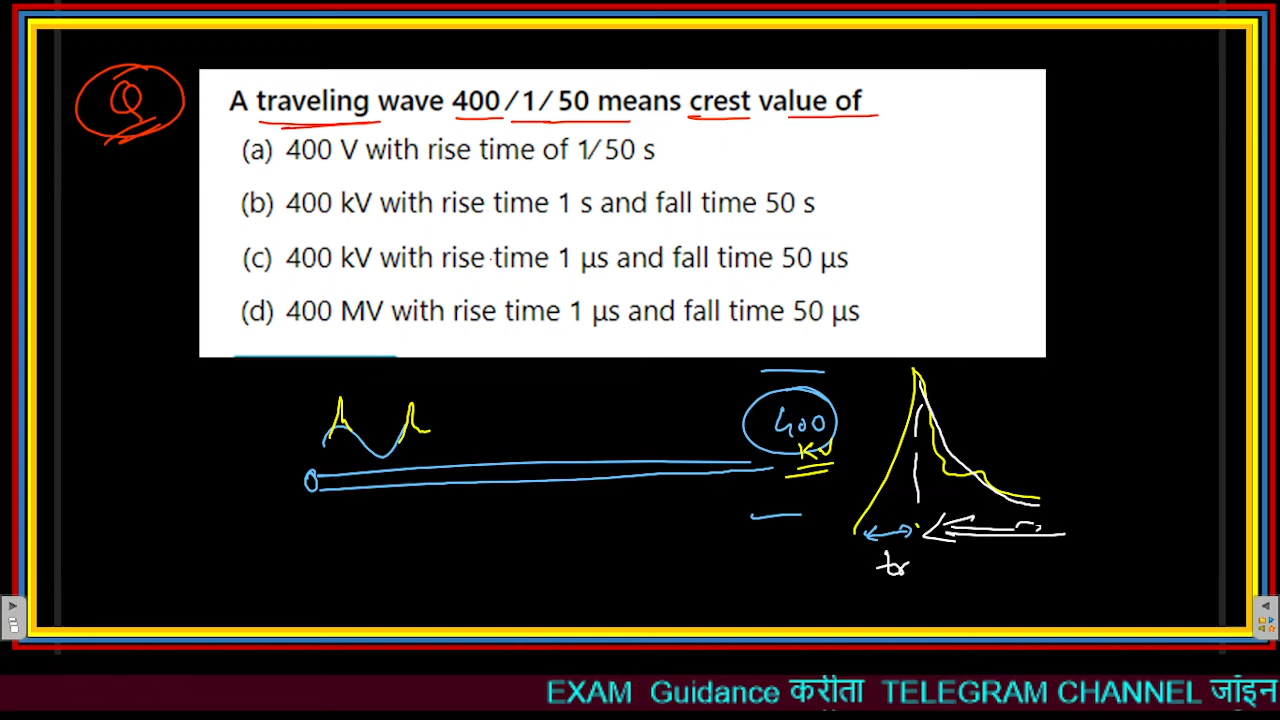 Q
A traveling wave 400/1/50 means crest value of
(a) 400 V with rise time of 1/50 s
(b) 400 kV with rise time 1 s and fall time 50 s
(c) 400 kV with rise time 1 µs and fall time 50 µs
(d) 400 MV with rise time 1 µs and fall time 50 µs
400
KV
tr
EXAM Guidance करीता TELEGRAM CHANNEL जॉइन